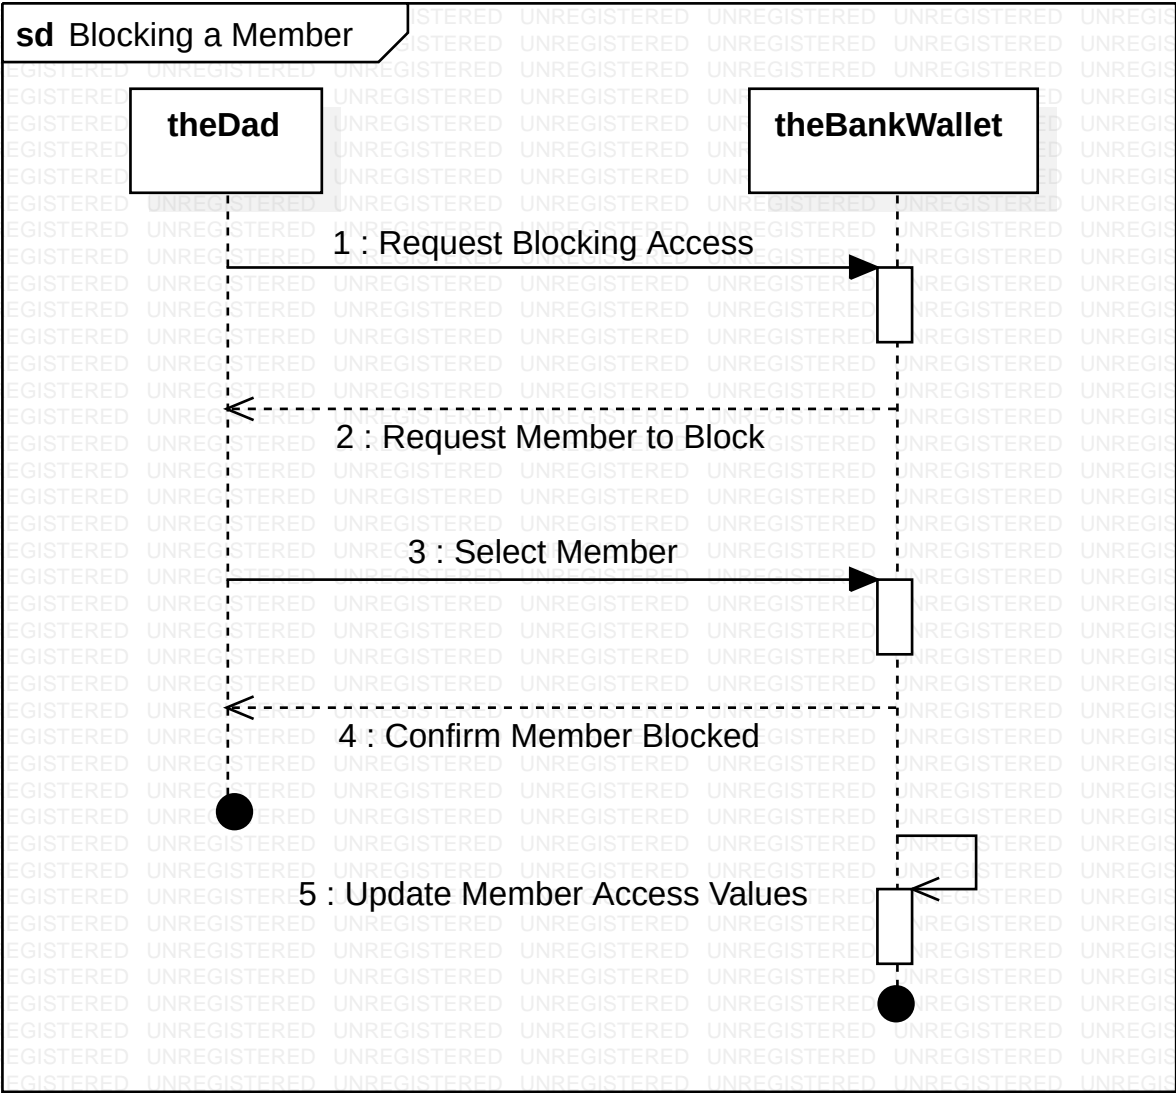 sd Blocking a Member
theDad
theBankWallet
1 : Request Blocking Access
2 : Request Member to Block
3 : Select Member
4 : Confirm Member Blocked
5 : Update Member Access Values
UNREGISTERED